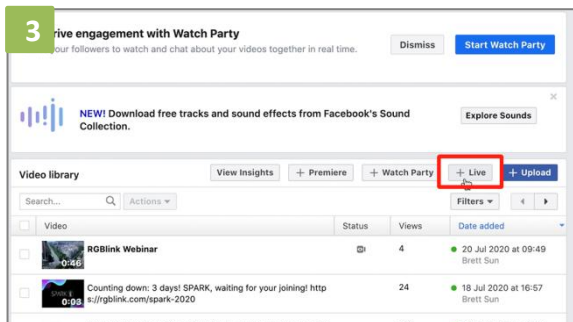 3
rive engagement with Watch Party
your followers to watch and chat about your videos together in real time.
Dismiss
Start Watch Party
NEW! Download free tracks and sound effects from Facebook's Sound
Collection.
Explore Sounds
Video library
View Insights
+ Premiere
+ Watch Party
+ Live
+ Upload
Search...
Actions
Filters
Video
Status
Views
Date added
0:46
RGBlink Webinar
4
20 Jul 2020 at 09:49
Brett Sun
SPARK
0:03
Counting down: 3 days! SPARK, waiting for your joining! http
s://rgblink.com/spark-2020
24
18 Jul 2020 at 16:57
Brett Sun